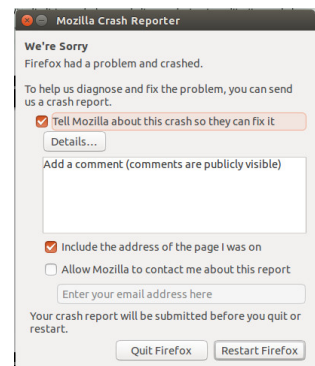 Mozilla Crash Reporter
We're Sorry
Firefox had a problem and crashed.
To help us diagnose and fix the problem, you can send
us a crash report.
Tell Mozilla about this crash so they can fix it
Details...
Add a comment (comments are publicly visible)
Include the address of the page I was on
Allow Mozilla to contact me about this report
Enter your email address here
Your crash report will be submitted before you quit or
restart.
Quit Firefox
Restart Firefox